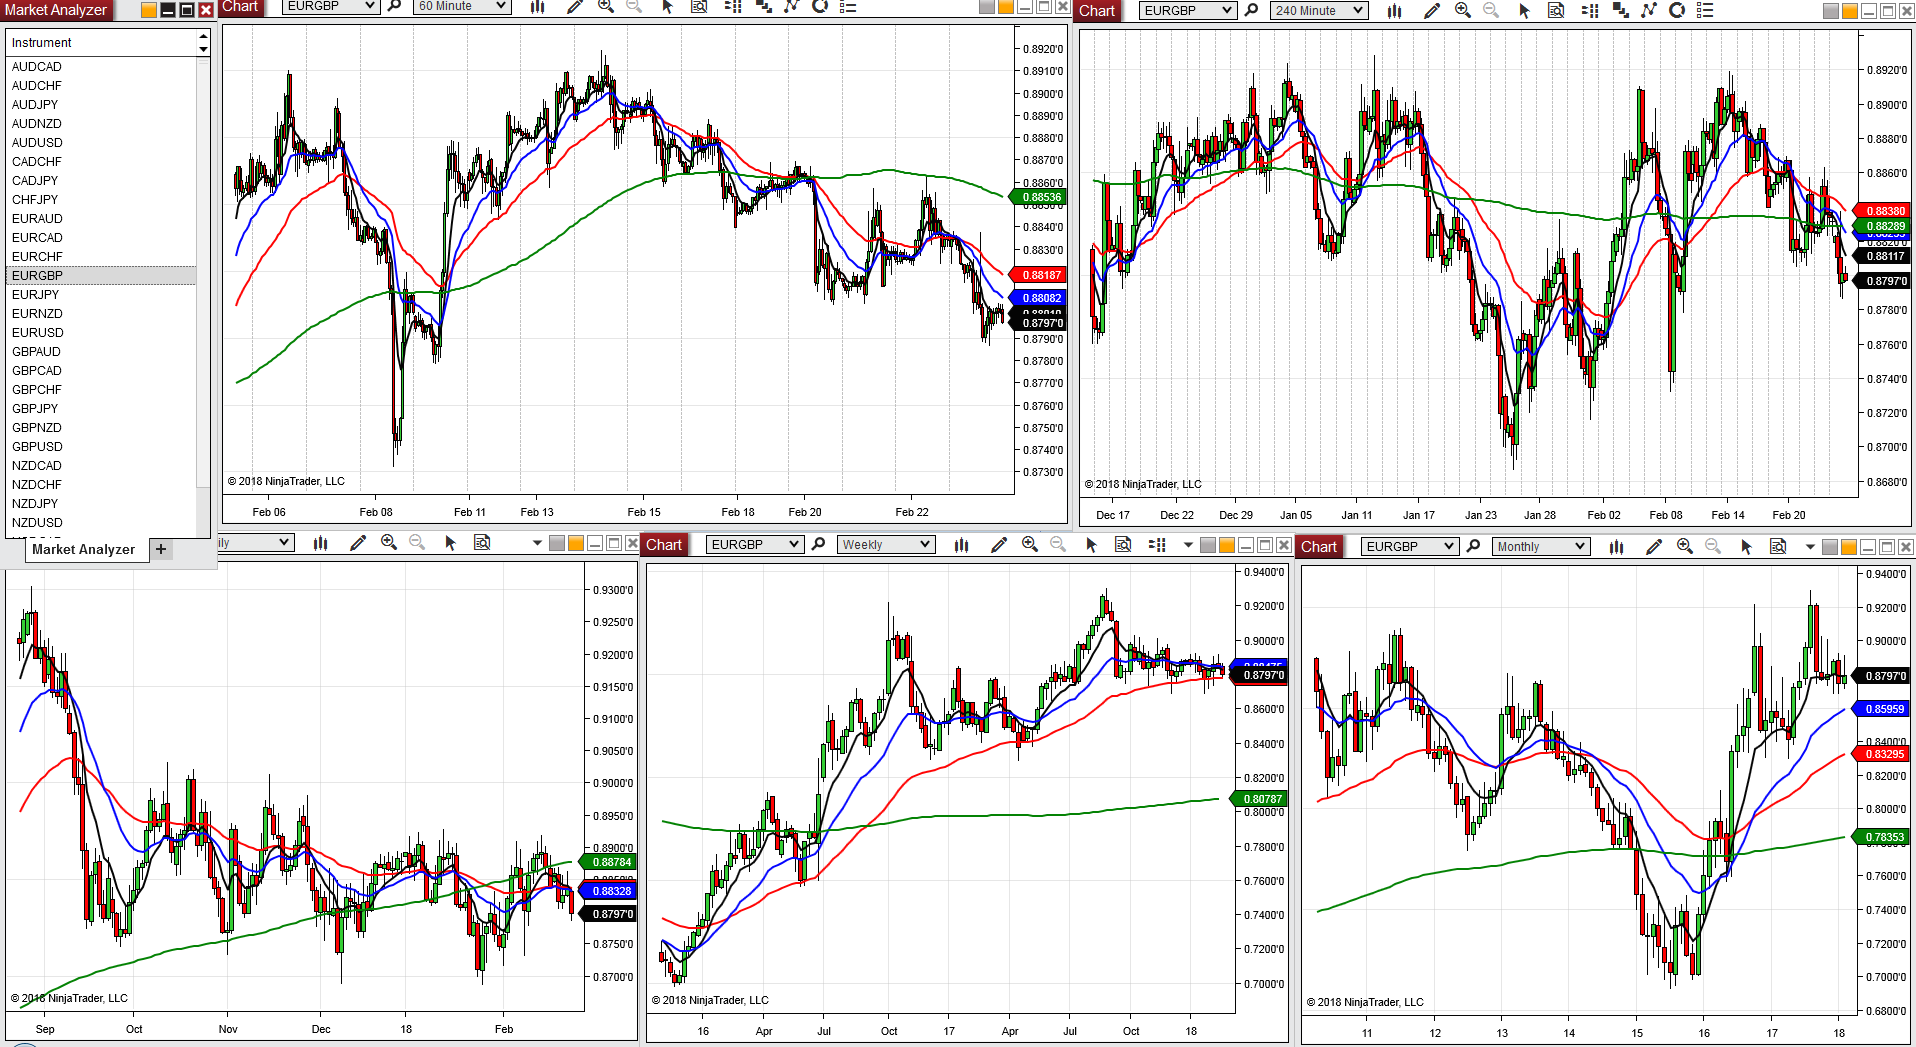 Market Analyzer
Instrument
AUDCAD
AUDCHF
AUDJPY
AUDNZD
AUDUSD
CADCHF
CADJPY
CHFJPY
EURAUD
EURCAD
EURCHF
EURGBP
EURJPY
EURNZD
EURUSD
GBPAUD
GBPCAD
GBPCHF
GBPJPY
GBPNZD
GBPUSD
NZDCAD
NZDCHF
NZDJPY
NZDUSD
Market Analyzer +
Chart EURGBP 60 Minute
0.8920'0
0.8910'0
0.8900'0
0.8890'0
0.8880'0
0.8870'0
0.8860'0
0.88536
0.8840'0
0.8830'0
0.88187
0.88082
0.8797'0
0.8790'0
0.8780'0
0.8770'0
0.8760'0
0.8750'0
0.8740'0
0.8730'0
© 2018 NinjaTrader, LLC
Feb 06 Feb 08 Feb 11 Feb 13 Feb 15 Feb 18 Feb 20 Feb 22
Chart EURGBP 240 Minute
0.8920'0
0.8900'0
0.8880'0
0.8860'0
0.88380
0.88289
0.88117
0.8797'0
0.8780'0
0.8760'0
0.8740'0
0.8720'0
0.8700'0
0.8680'0
© 2018 NinjaTrader, LLC
Dec 17 Dec 22 Dec 29 Jan 05 Jan 11 Jan 17 Jan 23 Jan 28 Feb 02 Feb 08 Feb 14 Feb 20
ily
0.9300'0
0.9250'0
0.9200'0
0.9150'0
0.9100'0
0.9050'0
0.9000'0
0.8950'0
0.8900'0
0.88784
0.88328
0.8797'0
0.8750'0
0.8700'0
© 2018 NinjaTrader, LLC
Sep Oct Nov Dec 18 Feb
Chart EURGBP Weekly
0.9400'0
0.9200'0
0.9000'0
0.8797'0
0.8600'0
0.8400'0
0.8200'0
0.80787
0.8000'0
0.7800'0
0.7600'0
0.7400'0
0.7200'0
0.7000'0
© 2018 NinjaTrader, LLC
16 Apr Jul Oct 17 Apr Jul Oct 18
Chart EURGBP Monthly
0.9400'0
0.9200'0
0.9000'0
0.8797'0
0.85959
0.8400'0
0.83295
0.8200'0
0.8000'0
0.78353
0.7600'0
0.7400'0
0.7200'0
0.7000'0
0.6800'0
© 2018 NinjaTrader, LLC
11 12 13 14 15 16 17 18